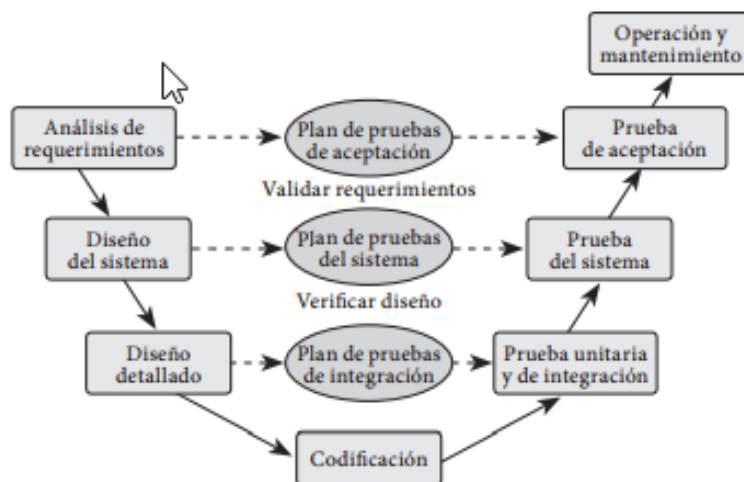 Operación y
mantenimiento
Análisis de
requerimientos
Plan de pruebas
de aceptación
Prueba
de aceptación
Validar requerimientos
Diseño
del sistema
Plan de pruebas
del sistema
Prueba
del sistema
Verificar diseño
Diseño
detallado
Plan de pruebas
de integración
Prueba unitaria
y de integración
Codificación